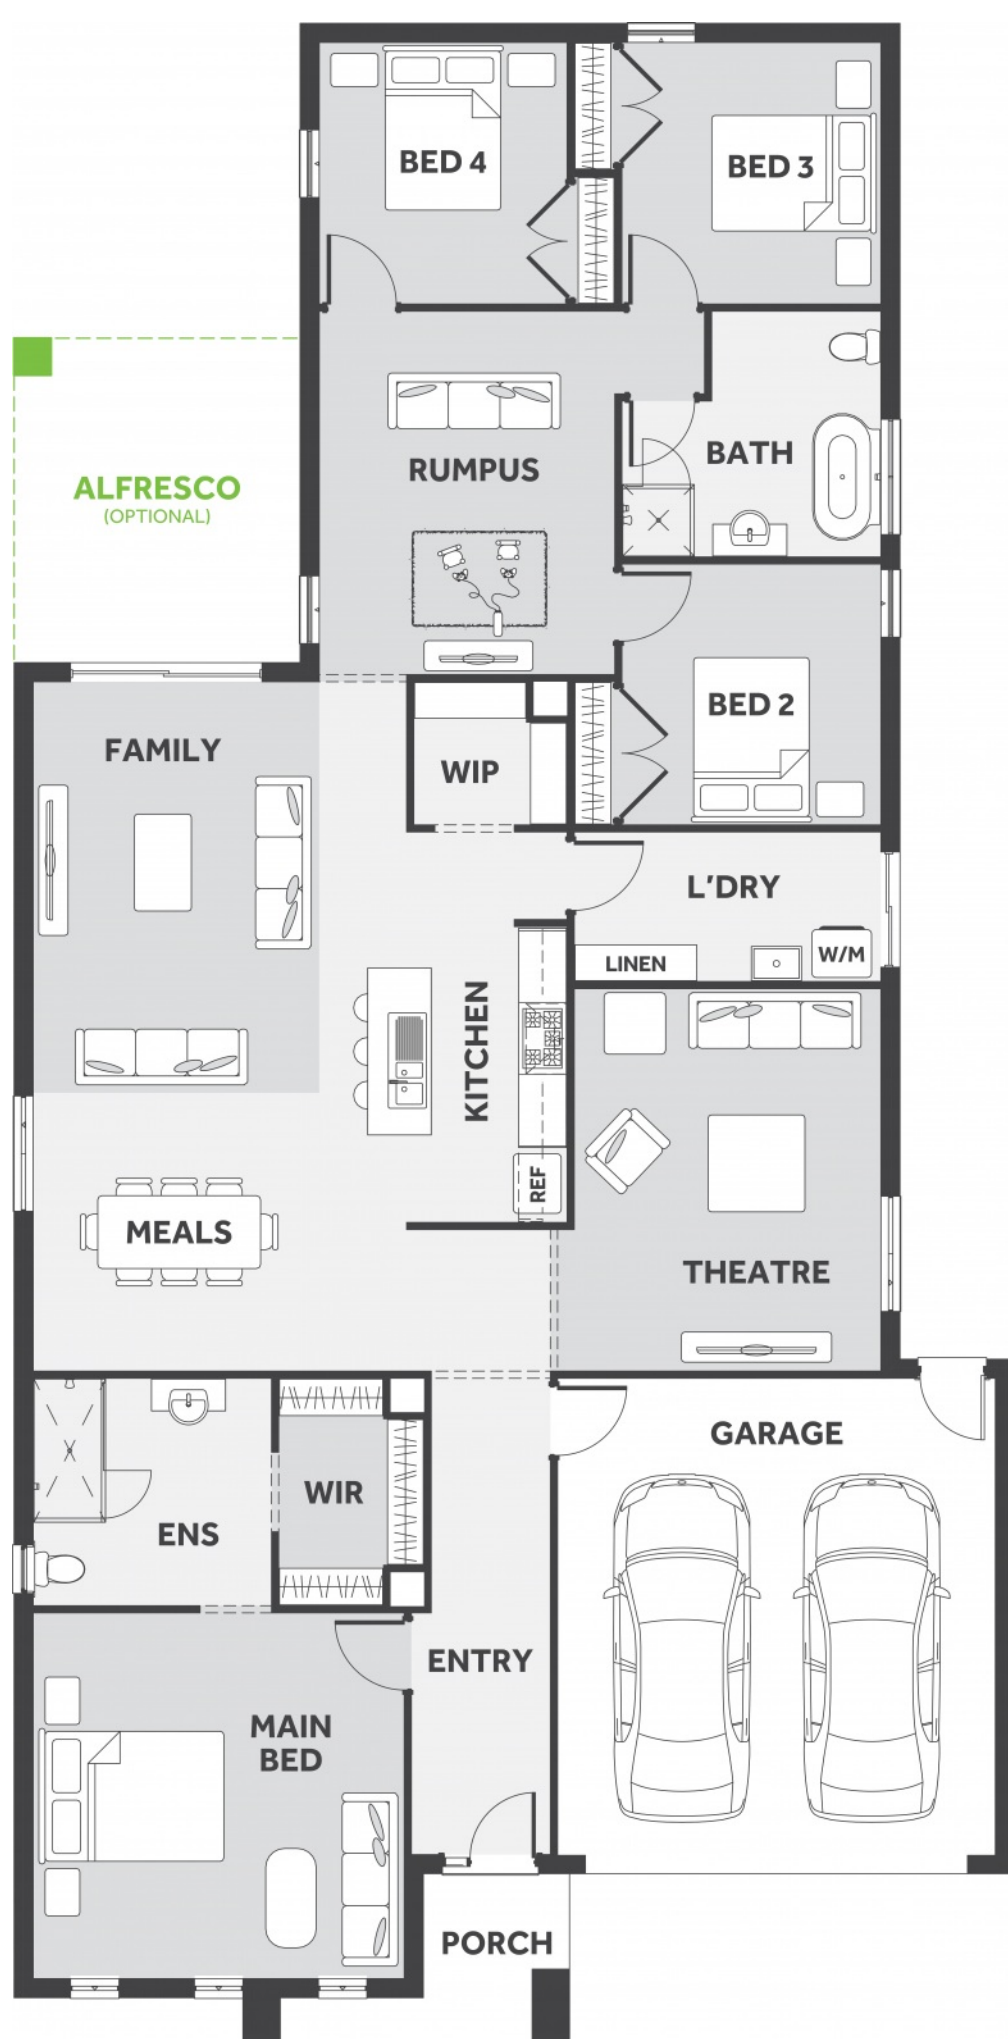 BED 4
BED 3
ALFRESCO
(OPTIONAL)
RUMPUS
BATH
BED 2
FAMILY
WIP
L'DRY
LINEN
W/M
KITCHEN
REF
MEALS
THEATRE
GARAGE
WIR
ENS
ENTRY
MAIN
BED
PORCH